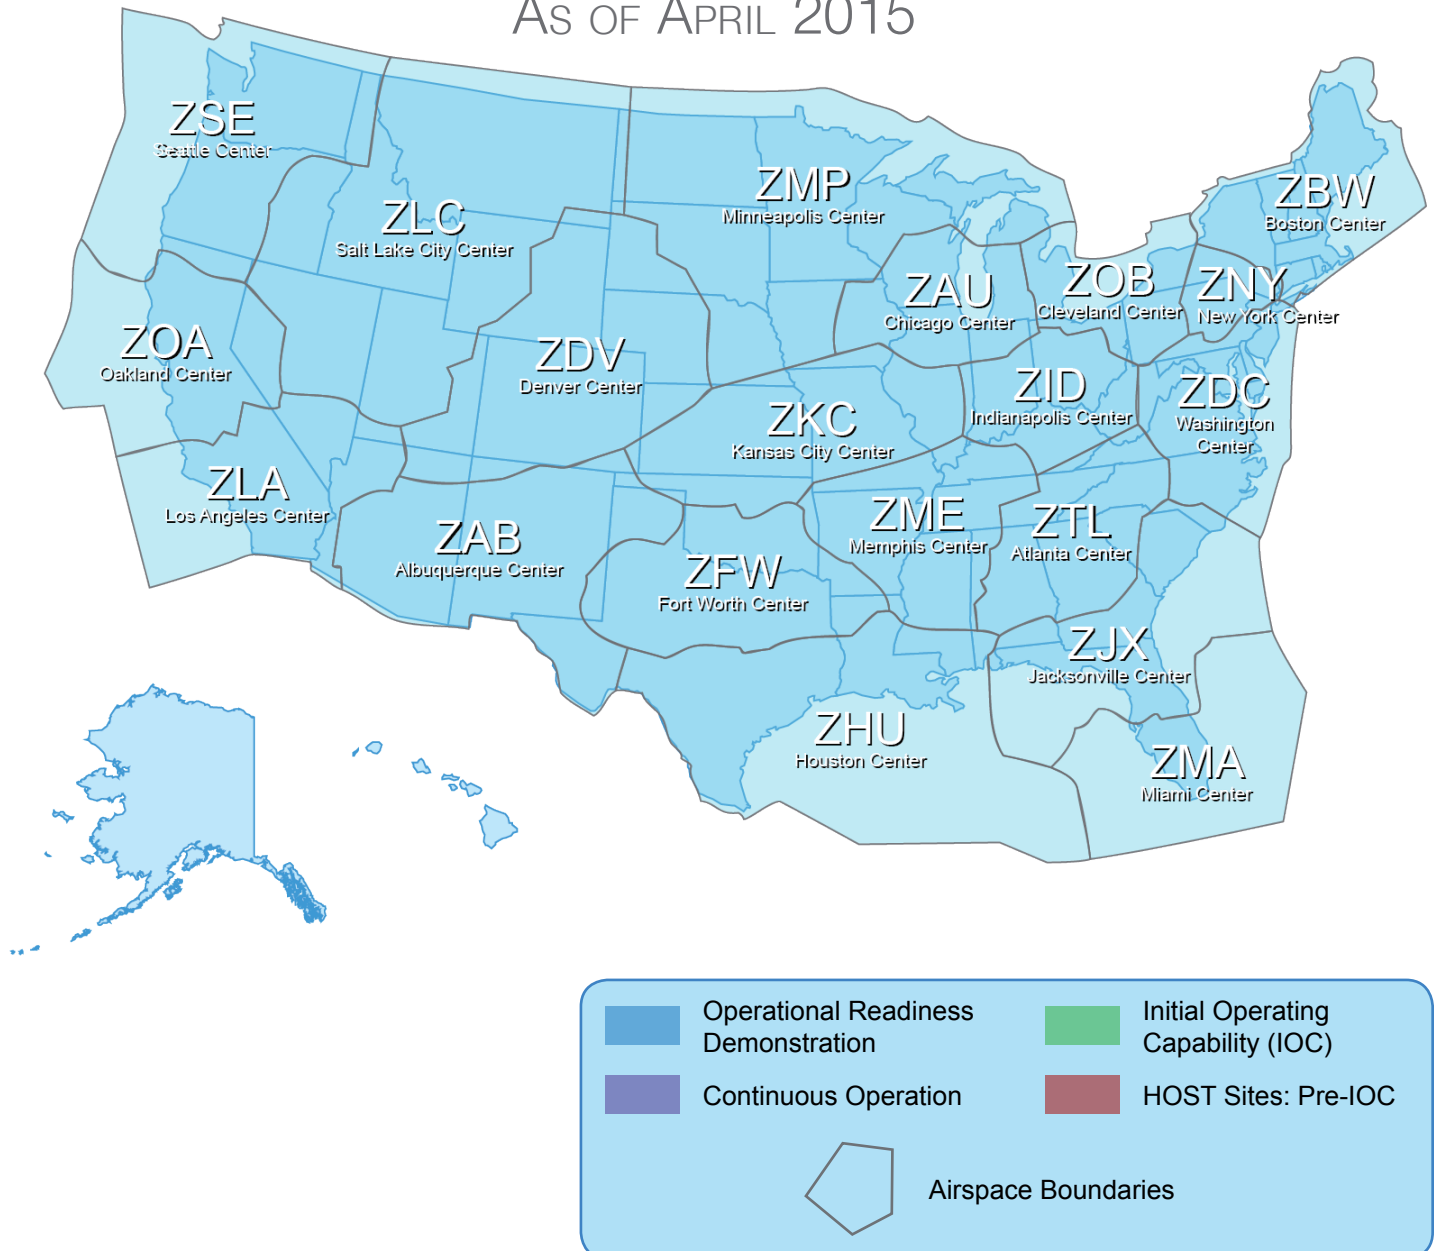 As of April 2015
ZSE
Seattle Center
ZLC
Salt Lake City Center
ZMP
Minneapolis Center
ZBW
Boston Center
ZAU
Chicago Center
ZOB
Cleveland Center
ZNY
New York Center
ZOA
Oakland Center
ZDV
Denver Center
ZID
Indianapolis Center
ZDC
Washington
Center
ZKC
Kansas City Center
ZLA
Los Angeles Center
ZAB
Albuquerque Center
ZME
Memphis Center
ZTL
Atlanta Center
ZFW
Fort Worth Center
ZJX
Jacksonville Center
ZHU
Houston Center
ZMA
Miami Center
Operational Readiness
Demonstration
Initial Operating
Capability (IOC)
Continuous Operation
HOST Sites: Pre-IOC
Airspace Boundaries